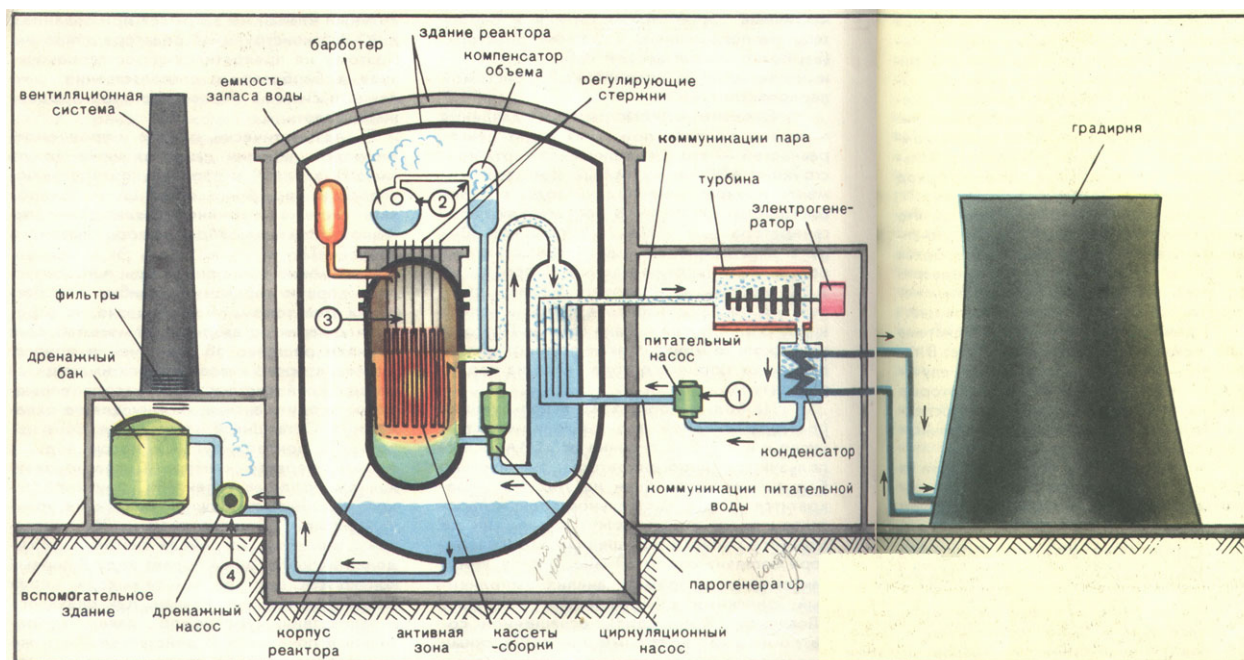 вентиляционная
система
емкость
запаса воды
барботер
здание реактора
компенсатор
объема
регулирующие
стержни
коммуникации пара
турбина
электрогене-
ратор
градирня
фильтры
дренажный
бак
2
3
питательный
насос
1
конденсатор
коммуникации питательной
воды
4
вспомогательное
здание
дренажный
насос
корпус
реактора
активная
зона
кассеты
-сборки
циркуляционный
насос
парогенератор
контур